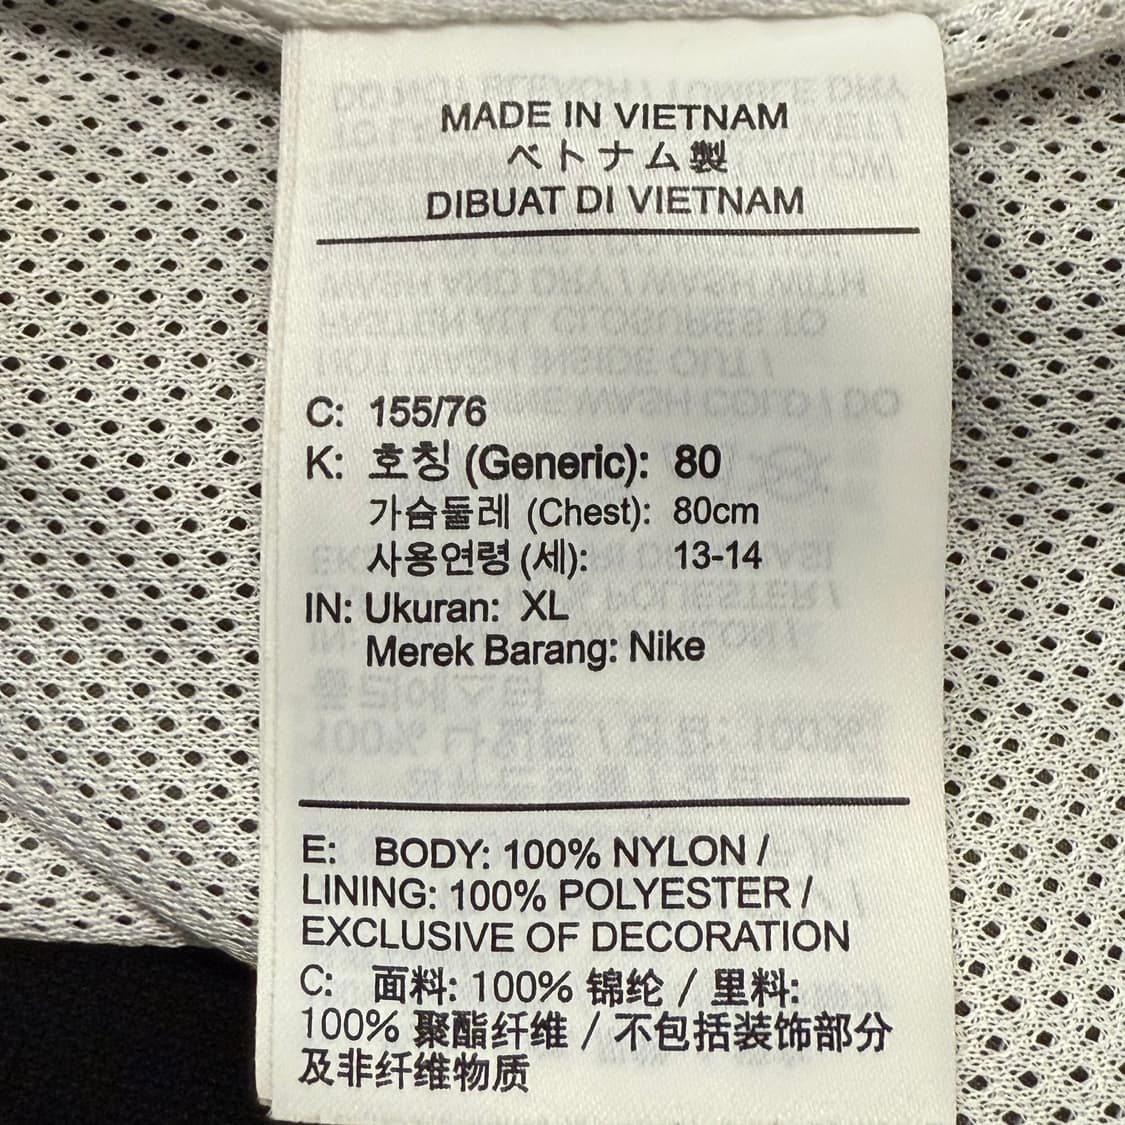 MADE IN VIETNAM
ベトナム製
DIBUAT DI VIETNAM
C: 155/76
K: 호칭 (Generic): 80
가슴둘레 (Chest): 80cm
사용연령 (세): 13-14
IN: Ukuran: XL
Merek Barang: Nike
E: BODY: 100% NYLON /
LINING: 100% POLYESTER /
EXCLUSIVE OF DECORATION
C: 面料: 100% 锦纶 / 里料:
100% 聚酯纤维 / 不包括装饰部分
及非纤维物质